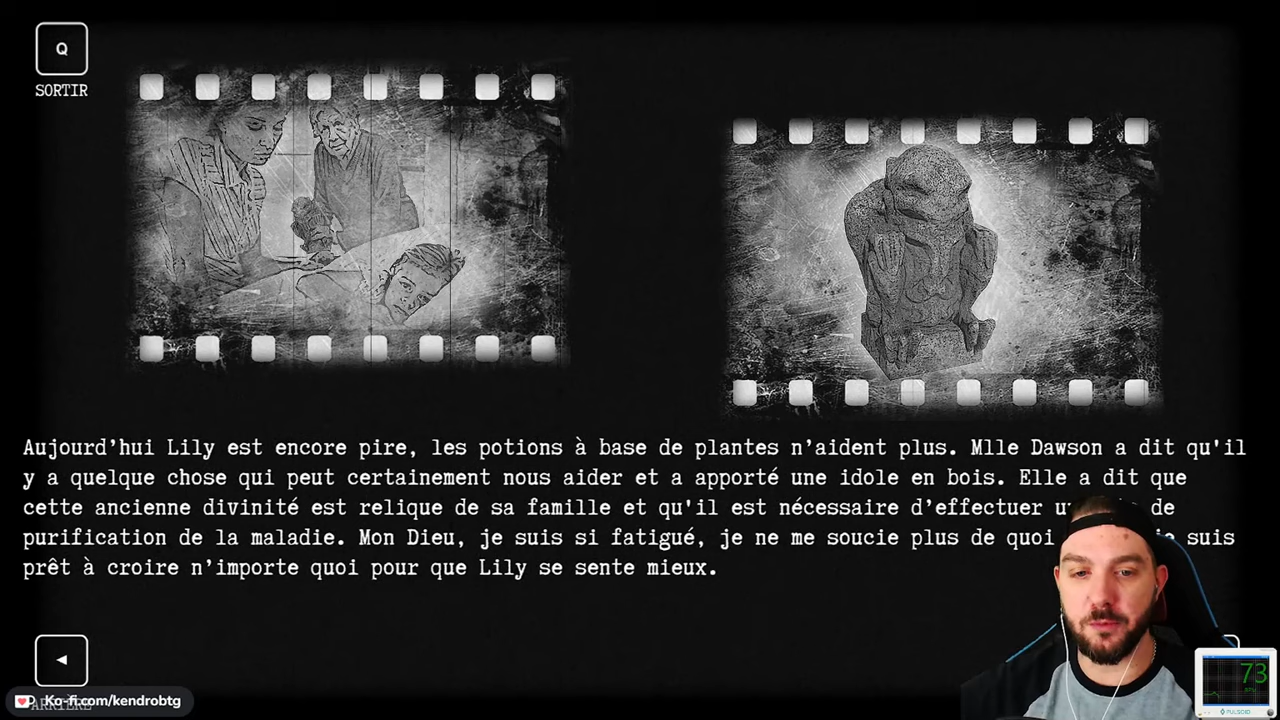 Q
SORTIR
Aujourd'hui Lily est encore pire, les potions à base de plantes n'aident plus. Mlle Dawson a dit qu'il
y a quelque chose qui peut certainement nous aider et a apporté une idole en bois. Elle a dit que
cette ancienne divinité est relique de sa famille et qu'il est nécessaire d'effectuer de
purification de la maladie. Mon Dieu, je suis si fatigué, je ne me soucie plus de quoi suis
prêt à croire n'importe quoi pour que Lily se sente mieux.
Ko-fi.com/kendrobtg
73
PULSOID